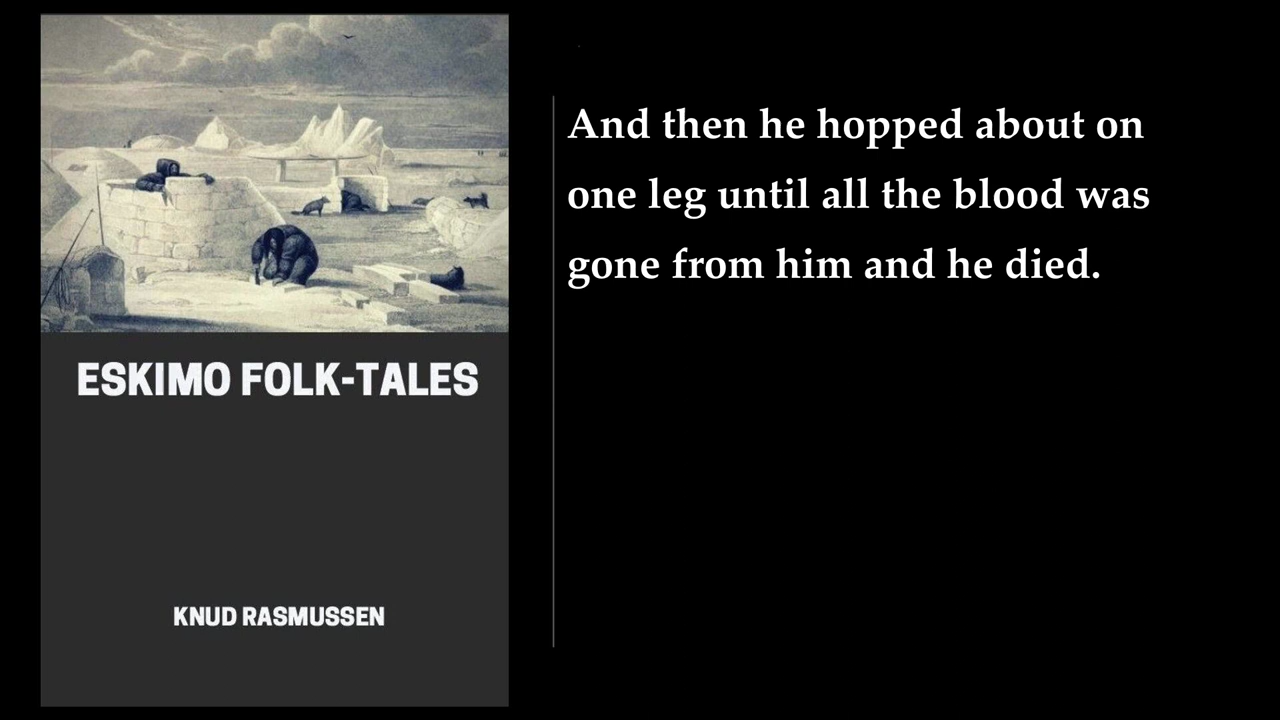 ESKIMO FOLK-TALES
KNUD RASMUSSEN
And then he hopped about on
one leg until all the blood was
gone from him and he died.